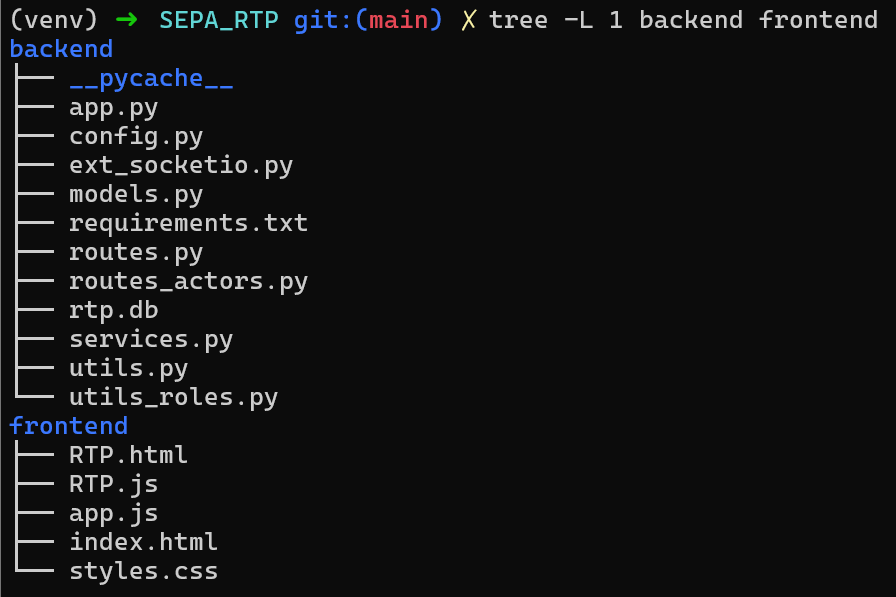 (venv) → SEPA_RTP git:(main) ✗ tree -L 1 backend frontend
backend
├── __pycache__
├── app.py
├── config.py
├── ext_socketio.py
├── models.py
├── requirements.txt
├── routes.py
├── routes_actors.py
├── rtp.db
├── services.py
├── utils.py
└── utils_roles.py
frontend
├── RTP.html
├── RTP.js
├── app.js
├── index.html
└── styles.css